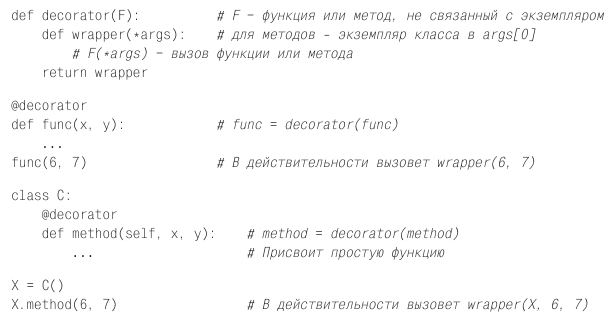 def decorator(F):            # F – функция или метод, не связанный с экземпляром
    def wrapper(*args):    # для методов - экземпляр класса в args[0]
        # F(*args) – вызов функции или метода
    return wrapper

@decorator
def func(x, y):            # func = decorator(func)
    ...
func(6, 7)                 # В действительности вызовет wrapper(6, 7)

class C:
    @decorator
    def method(self, x, y):    # method = decorator(method)
        ...                    # Присвоит простую функцию

X = C()
X.method(6, 7)                 # В действительности вызовет wrapper(X, 6, 7)